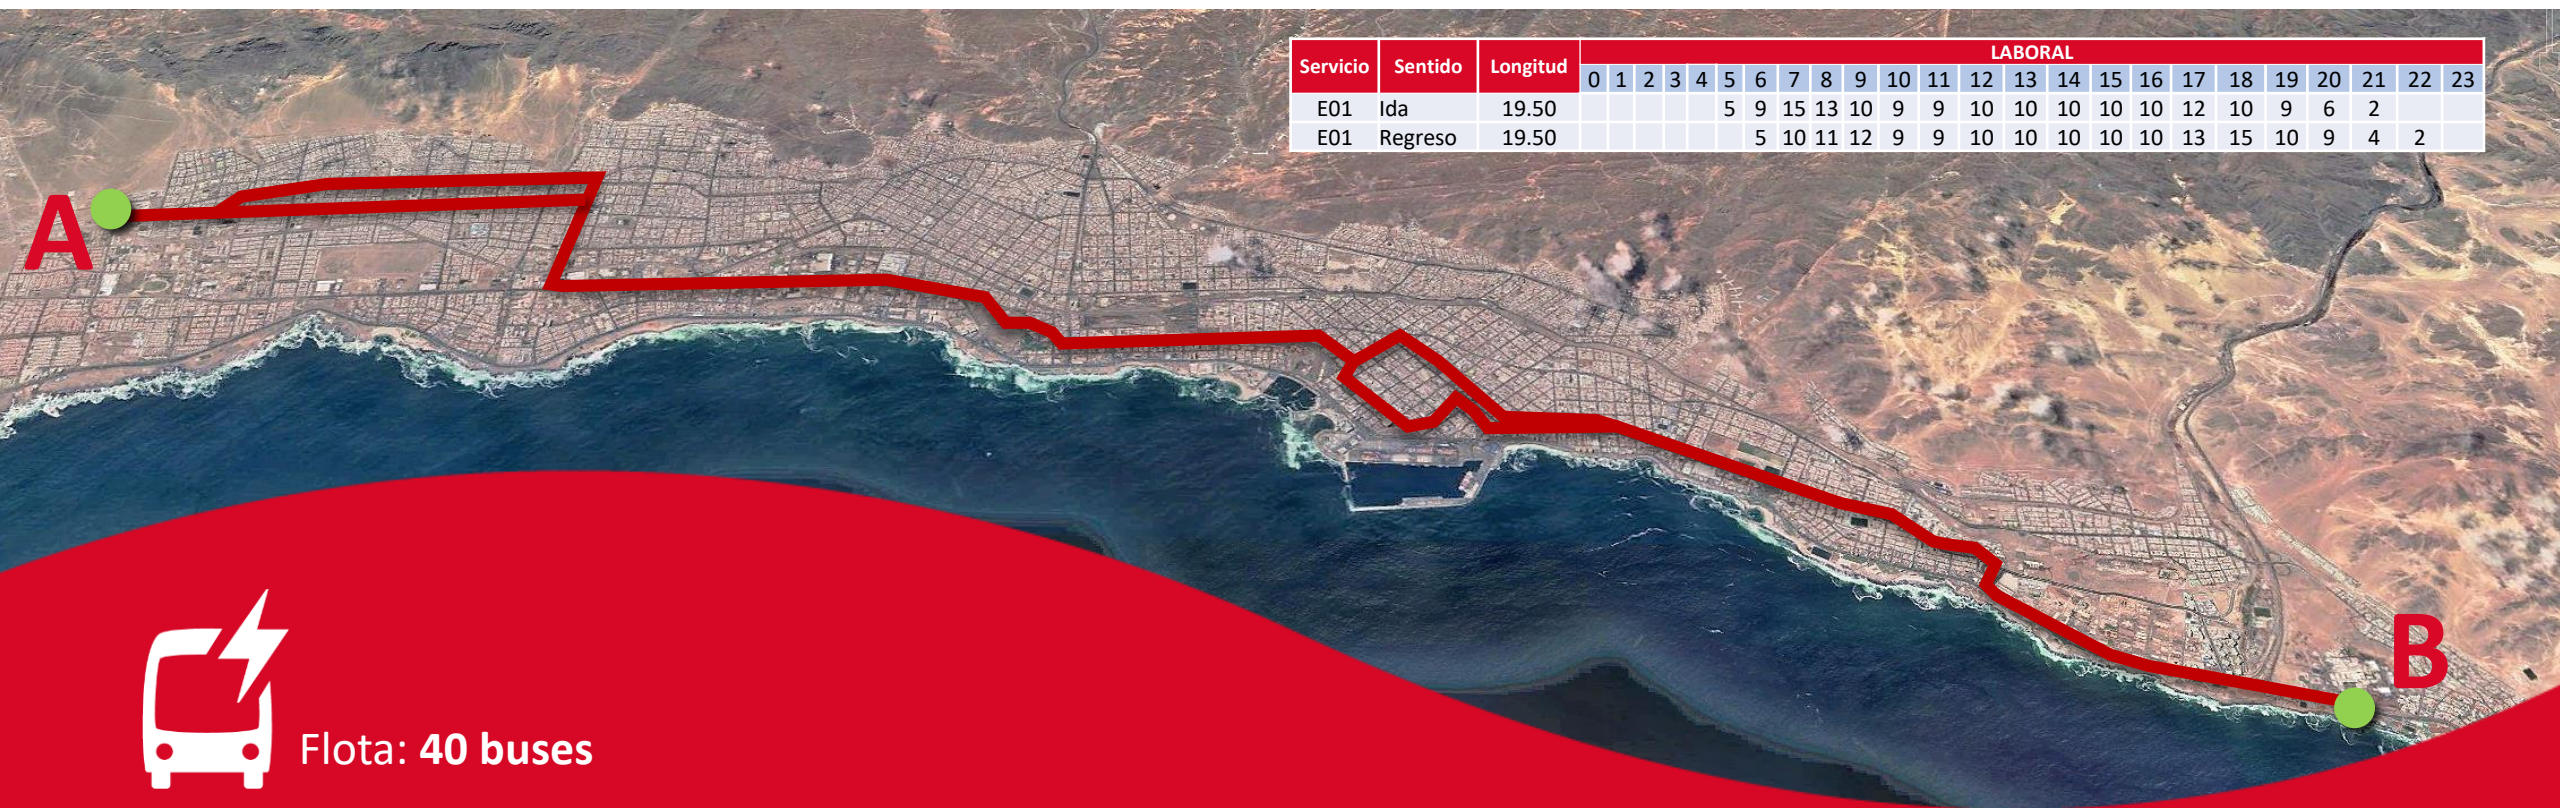 LABORAL
Servicio Sentido Longitud
0 1 2 3 4 5 6 7 8 9 10 11 12 13 14 15 16 17 18 19 20 21 22 23
E01 Ida 19.50 5 9 15 13 10 9 9 10 10 10 10 10 12 10 9 6 2
E01 Regreso 19.50 5 10 11 12 9 9 10 10 10 10 10 13 15 10 9 4 2
A
B
Flota: 40 buses